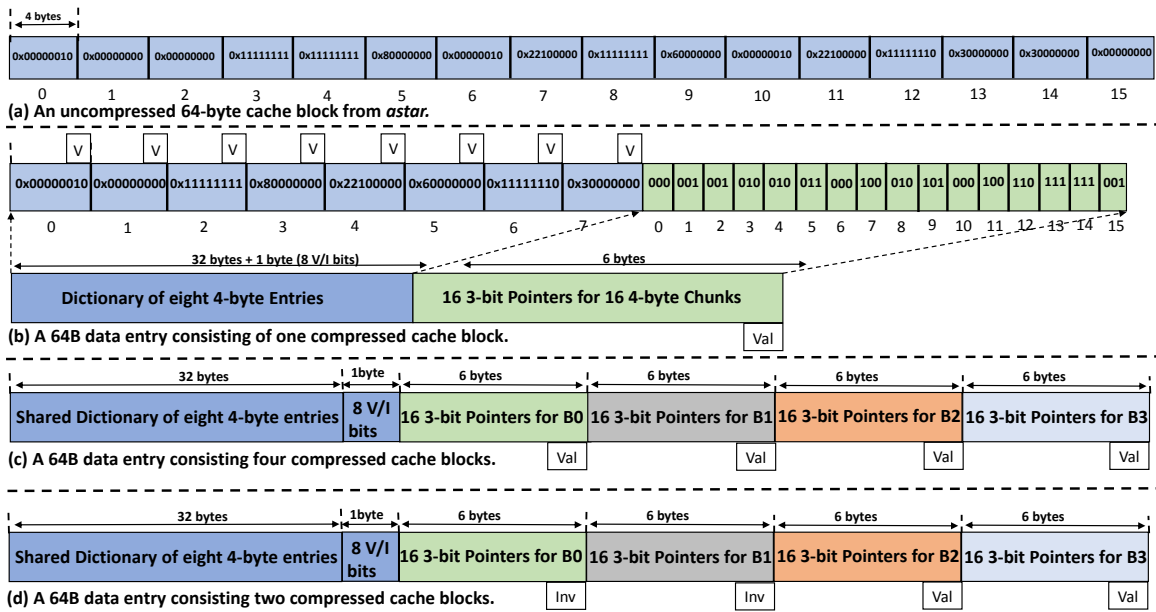 4 bytes
0x00000010 0x00000000 0x00000000 0x11111111 0x11111111 0x80000000 0x00000010 0x22100000 0x11111111 0x60000000 0x00000010 0x22100000 0x11111110 0x30000000 0x30000000 0x00000000
0 1 2 3 4 5 6 7 8 9 10 11 12 13 14 15
(a) An uncompressed 64-byte cache block from astar.
V V V V V V V V
0x00000010 0x00000000 0x11111111 0x80000000 0x22100000 0x60000000 0x11111110 0x30000000 000 001 001 010 010 011 000 100 010 101 000 100 110 111 111 001
0 1 2 3 4 5 6 7 0 1 2 3 4 5 6 7 8 9 10 11 12 13 14 15
32 bytes + 1 byte (8 V/I bits) 6 bytes
Dictionary of eight 4-byte Entries 16 3-bit Pointers for 16 4-byte Chunks
(b) A 64B data entry consisting of one compressed cache block. Val
32 bytes 1byte 6 bytes 6 bytes 6 bytes 6 bytes
Shared Dictionary of eight 4-byte entries 8 V/I bits 16 3-bit Pointers for B0 16 3-bit Pointers for B1 16 3-bit Pointers for B2 16 3-bit Pointers for B3
(c) A 64B data entry consisting four compressed cache blocks. Val Val Val Val
32 bytes 1byte 6 bytes 6 bytes 6 bytes 6 bytes
Shared Dictionary of eight 4-byte entries 8 V/I bits 16 3-bit Pointers for B0 16 3-bit Pointers for B1 16 3-bit Pointers for B2 16 3-bit Pointers for B3
(d) A 64B data entry consisting two compressed cache blocks. Inv Inv Val Val